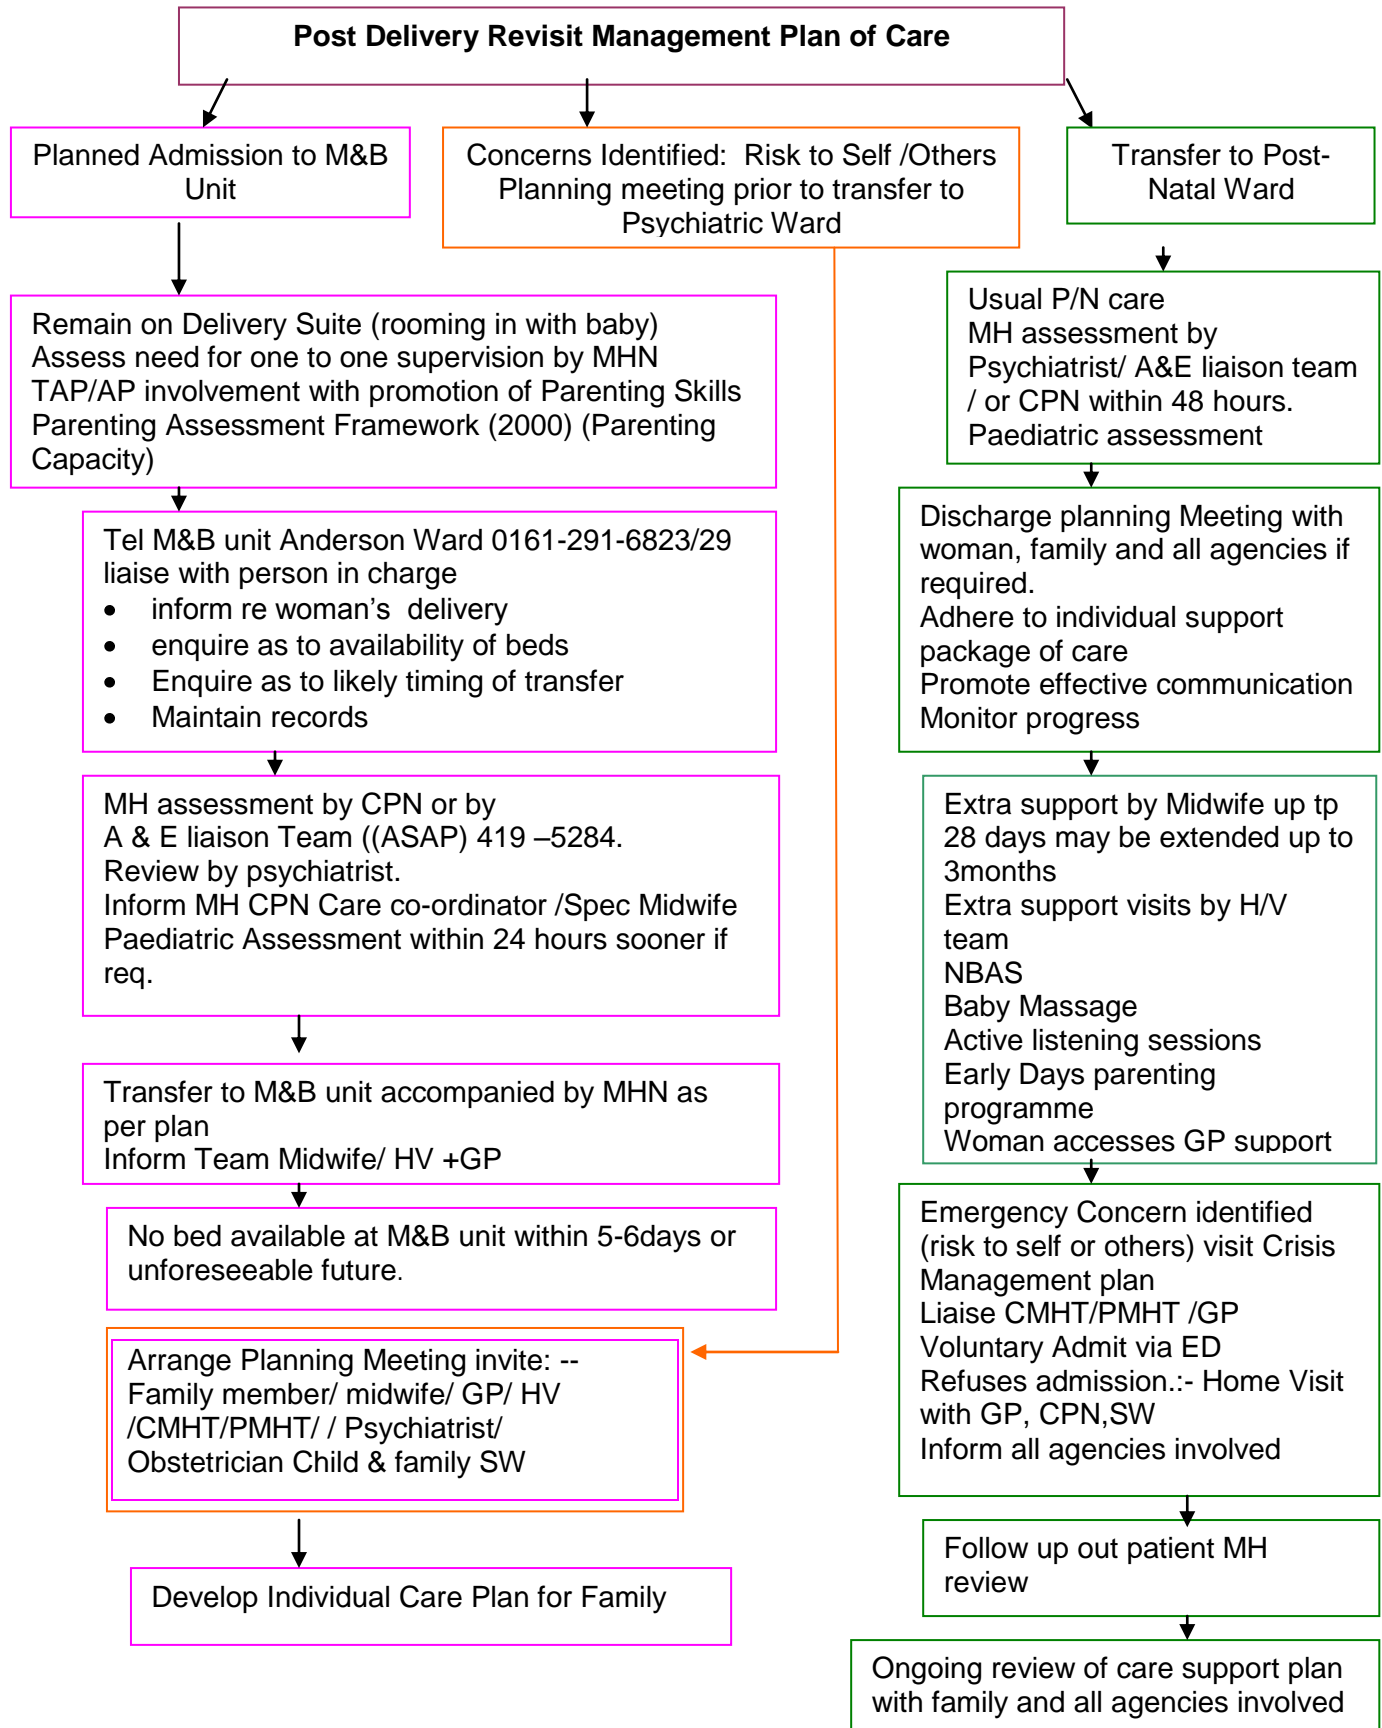 Post Delivery Revisit Management Plan of Care
Planned Admission to M&B
Unit
Concerns Identified: Risk to Self /Others
Planning meeting prior to transfer to
Psychiatric Ward
Transfer to Post-
Natal Ward
Remain on Delivery Suite (rooming in with baby)
Assess need for one to one supervision by MHN
TAP/AP involvement with promotion of Parenting Skills
Parenting Assessment Framework (2000) (Parenting
Capacity)
Tel M&B unit Anderson Ward 0161-291-6823/29
liaise with person in charge
• inform re woman's delivery
• enquire as to availability of beds
• Enquire as to likely timing of transfer
• Maintain records
MH assessment by CPN or by
A & E liaison Team ((ASAP) 419 –5284.
Review by psychiatrist.
Inform MH CPN Care co-ordinator /Spec Midwife
Paediatric Assessment within 24 hours sooner if
req.
Transfer to M&B unit accompanied by MHN as
per plan
Inform Team Midwife/ HV +GP
No bed available at M&B unit within 5-6days or
unforeseeable future.
Arrange Planning Meeting invite: --
Family member/ midwife/ GP/ HV
/CMHT/PMHT/ / Psychiatrist/
Obstetrician Child & family SW
Develop Individual Care Plan for Family
Usual P/N care
MH assessment by
Psychiatrist/ A&E liaison team
/ or CPN within 48 hours.
Paediatric assessment
Discharge planning Meeting with
woman, family and all agencies if
required.
Adhere to individual support
package of care
Promote effective communication
Monitor progress
Extra support by Midwife up tp
28 days may be extended up to
3months
Extra support visits by H/V
team
NBAS
Baby Massage
Active listening sessions
Early Days parenting
programme
Woman accesses GP support
Emergency Concern identified
(risk to self or others) visit Crisis
Management plan
Liaise CMHT/PMHT /GP
Voluntary Admit via ED
Refuses admission.:- Home Visit
with GP, CPN,SW
Inform all agencies involved
Follow up out patient MH
review
Ongoing review of care support plan
with family and all agencies involved